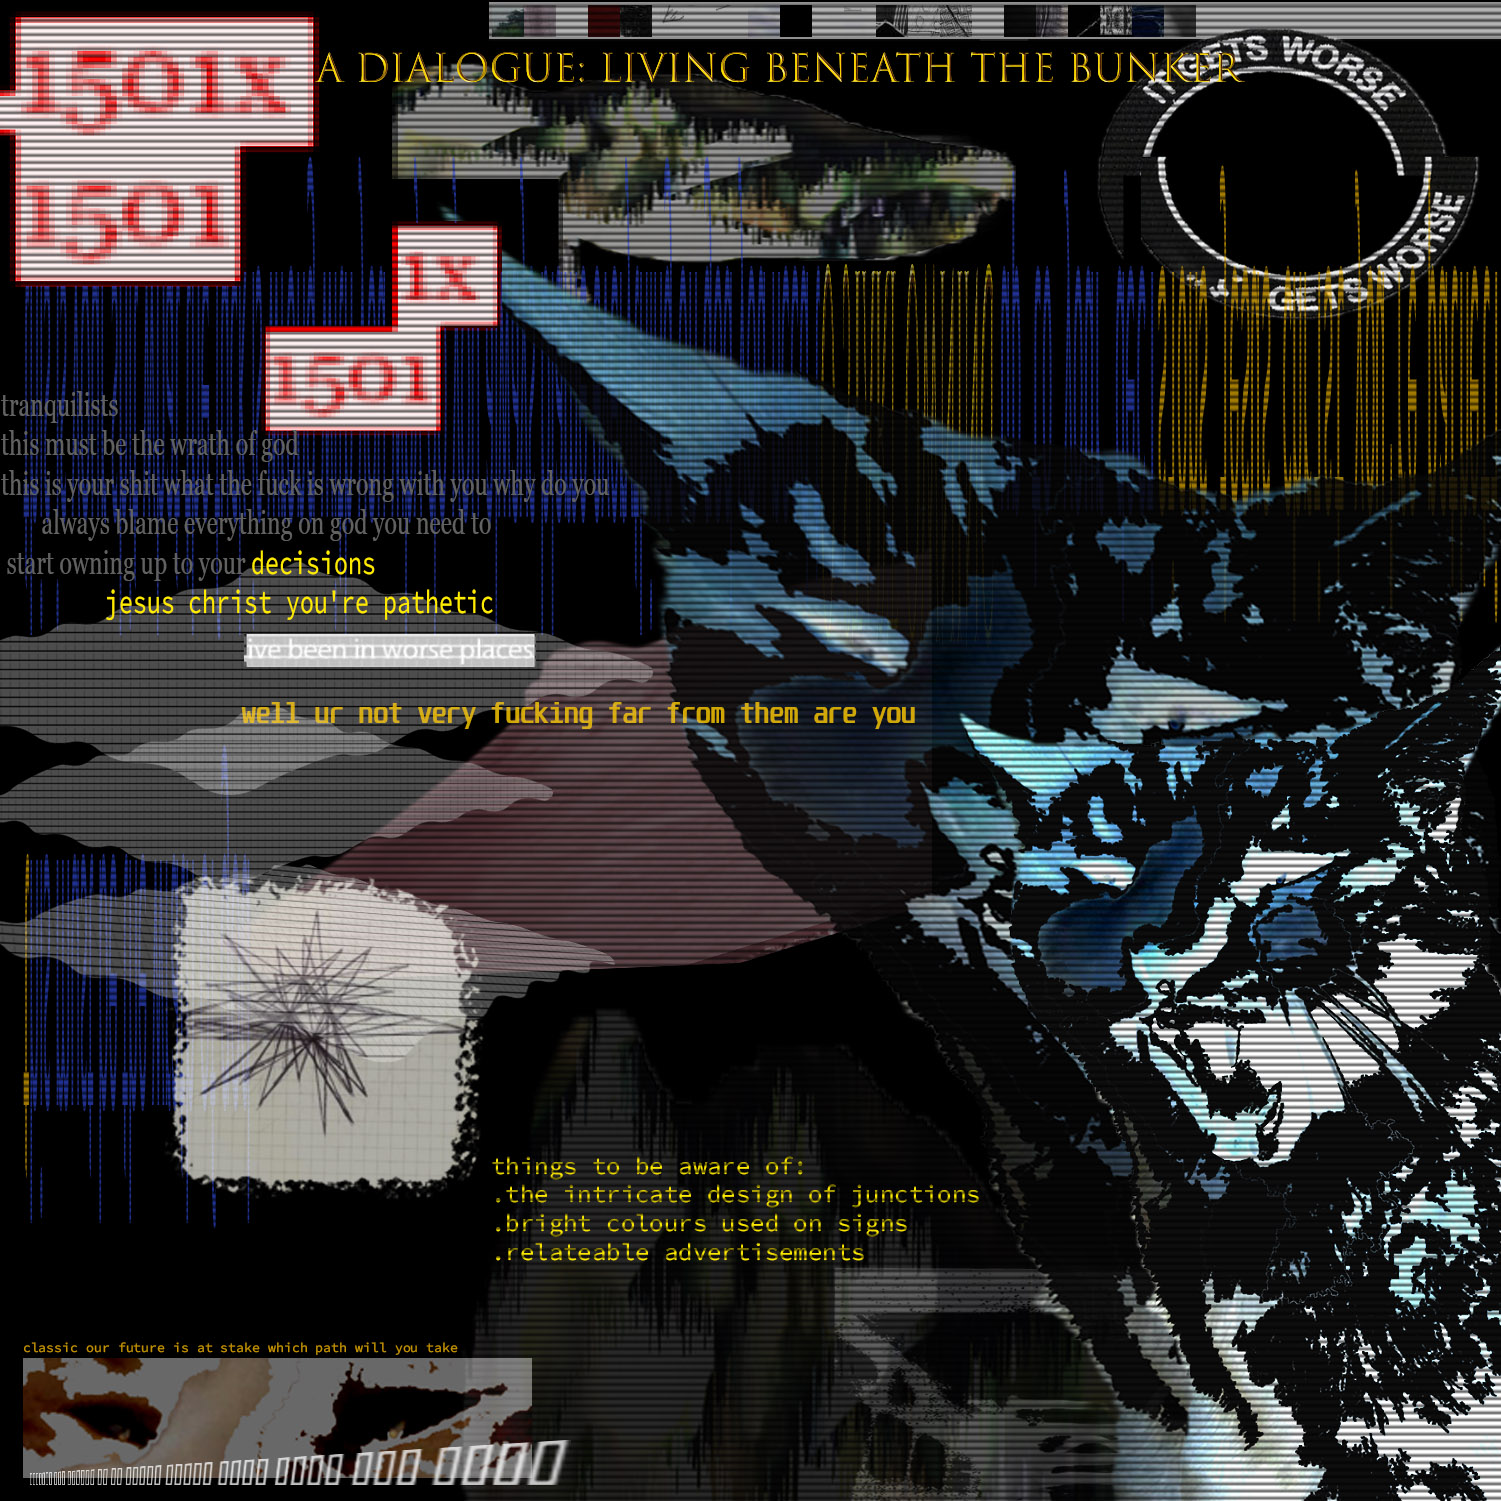 1501x
1501
1x
1501
A DIALOGUE: LIVING BENEATH THE BUNKER
IT GETS WORSE
GETS WORSE
tranquilists
this must be the wrath of god
this is your shit what the fuck is wrong with you why do you
always blame everything on god you need to
start owning up to your decisions
jesus christ you're pathetic
.ive been in worse places
well ur not very fucking far from them are you
things to be aware of:
.the intricate design of junctions
.bright colours used on signs
.relateable advertisements
classic our future is at stake which path will you take